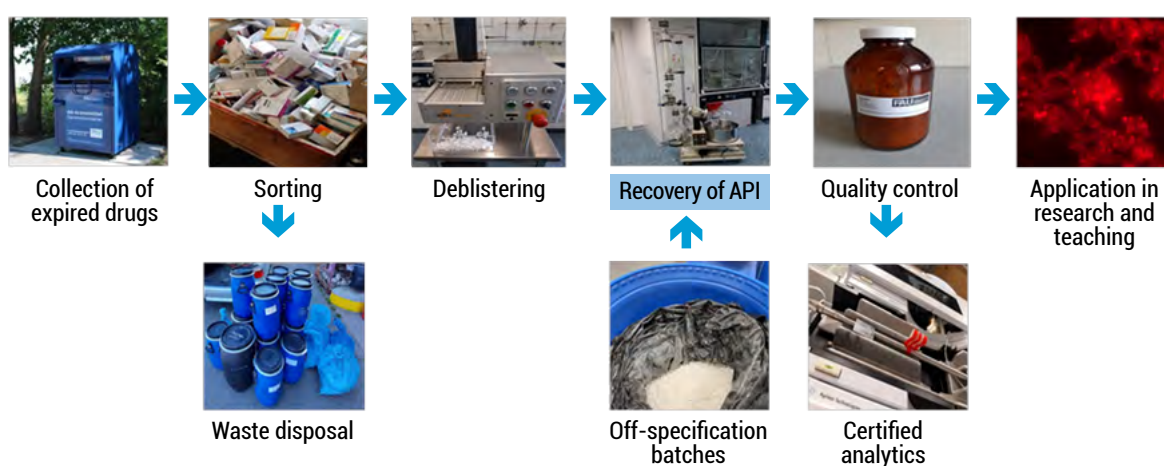 Collection of
expired drugs
Sorting
Deblistering
Recovery of API
Quality control
Application in
research and
teaching
Waste disposal
Off-specification
batches
Certified
analytics
FAU